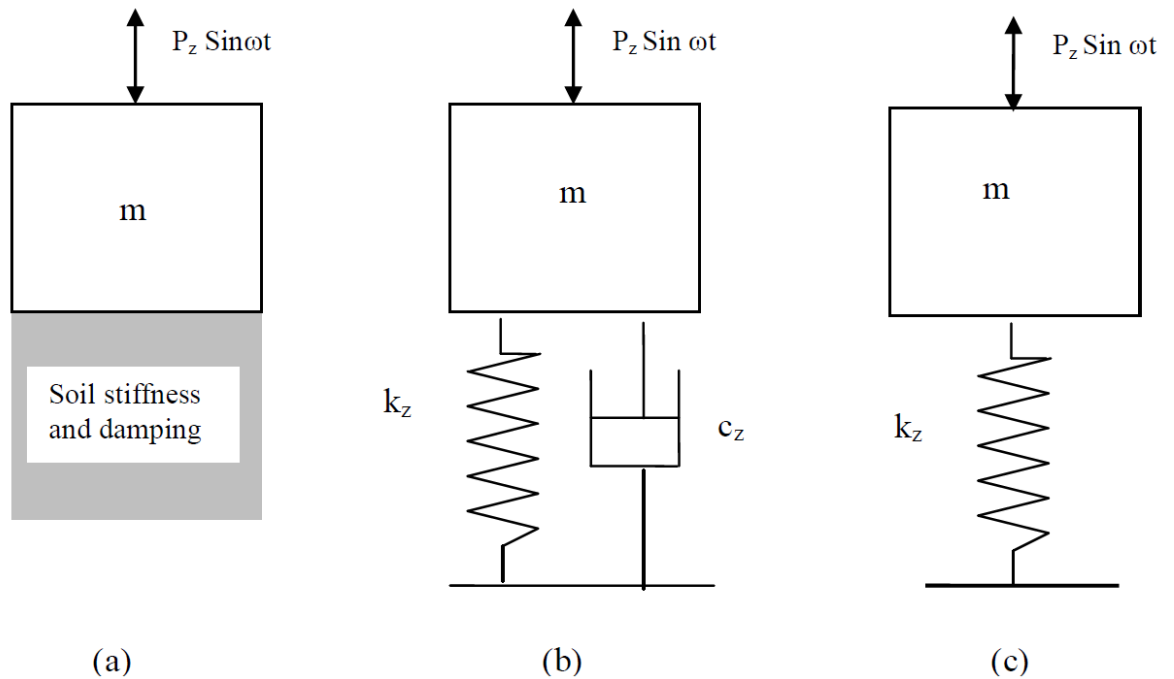 P_z Sinωt
m
Soil stiffness
and damping
(a)
P_z Sin ωt
m
k_z
c_z
(b)
P_z Sin ωt
m
k_z
(c)